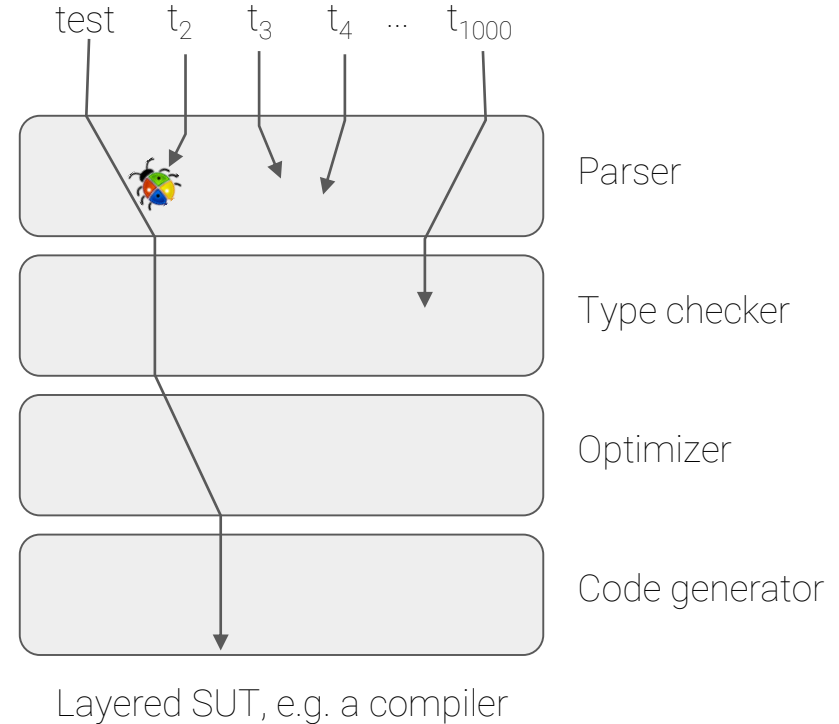 test t₂ t₃ t₄ ... t₁₀₀₀
Parser
Type checker
Optimizer
Code generator
Layered SUT, e.g. a compiler